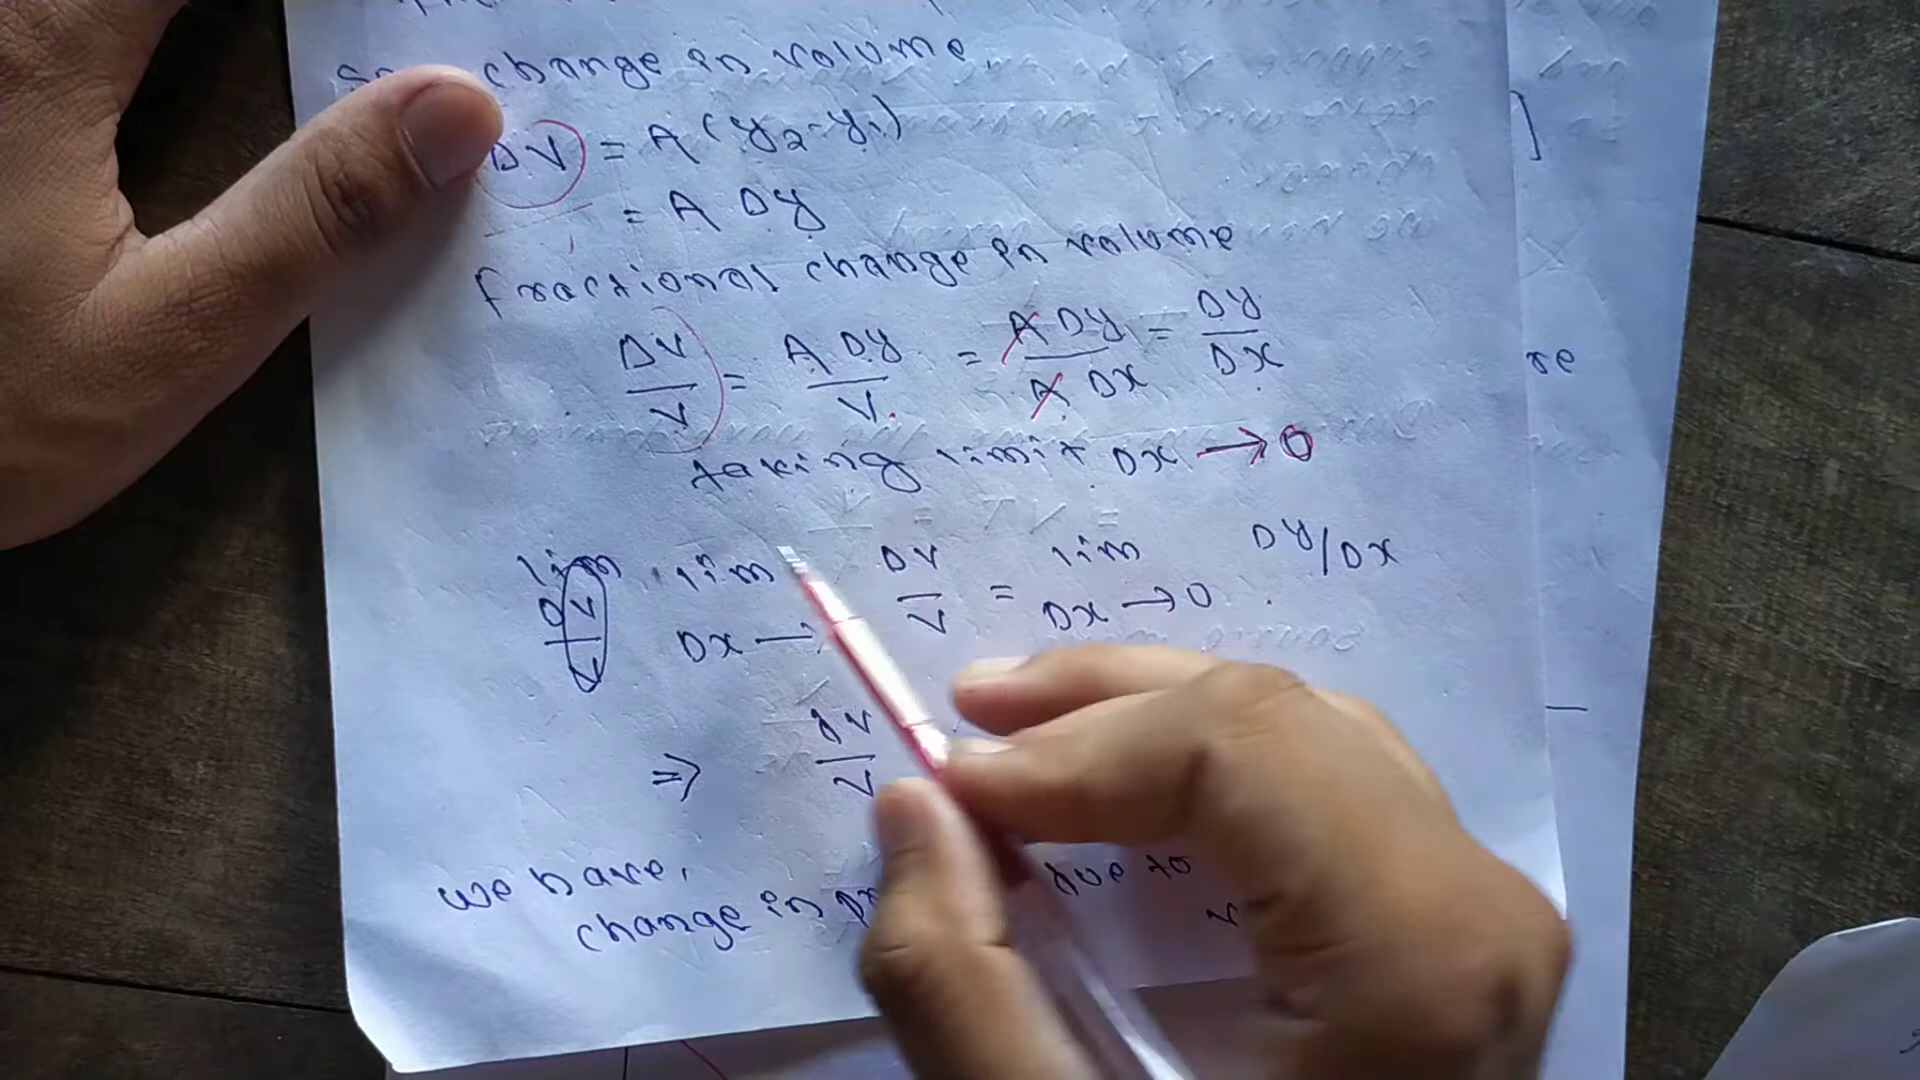 change in volume,
ΔV = A(y₂-y₁)
= A Δy
fractional change in volume
ΔV/V = A Δy/V = A Δy/A Δx = Δy/Δx
taking limit Δx → 0
lim ΔV/V lim Δx → ΔV/V = lim Δx → 0 Δy/Δx
⇒ dV/V
we have,
change in due to